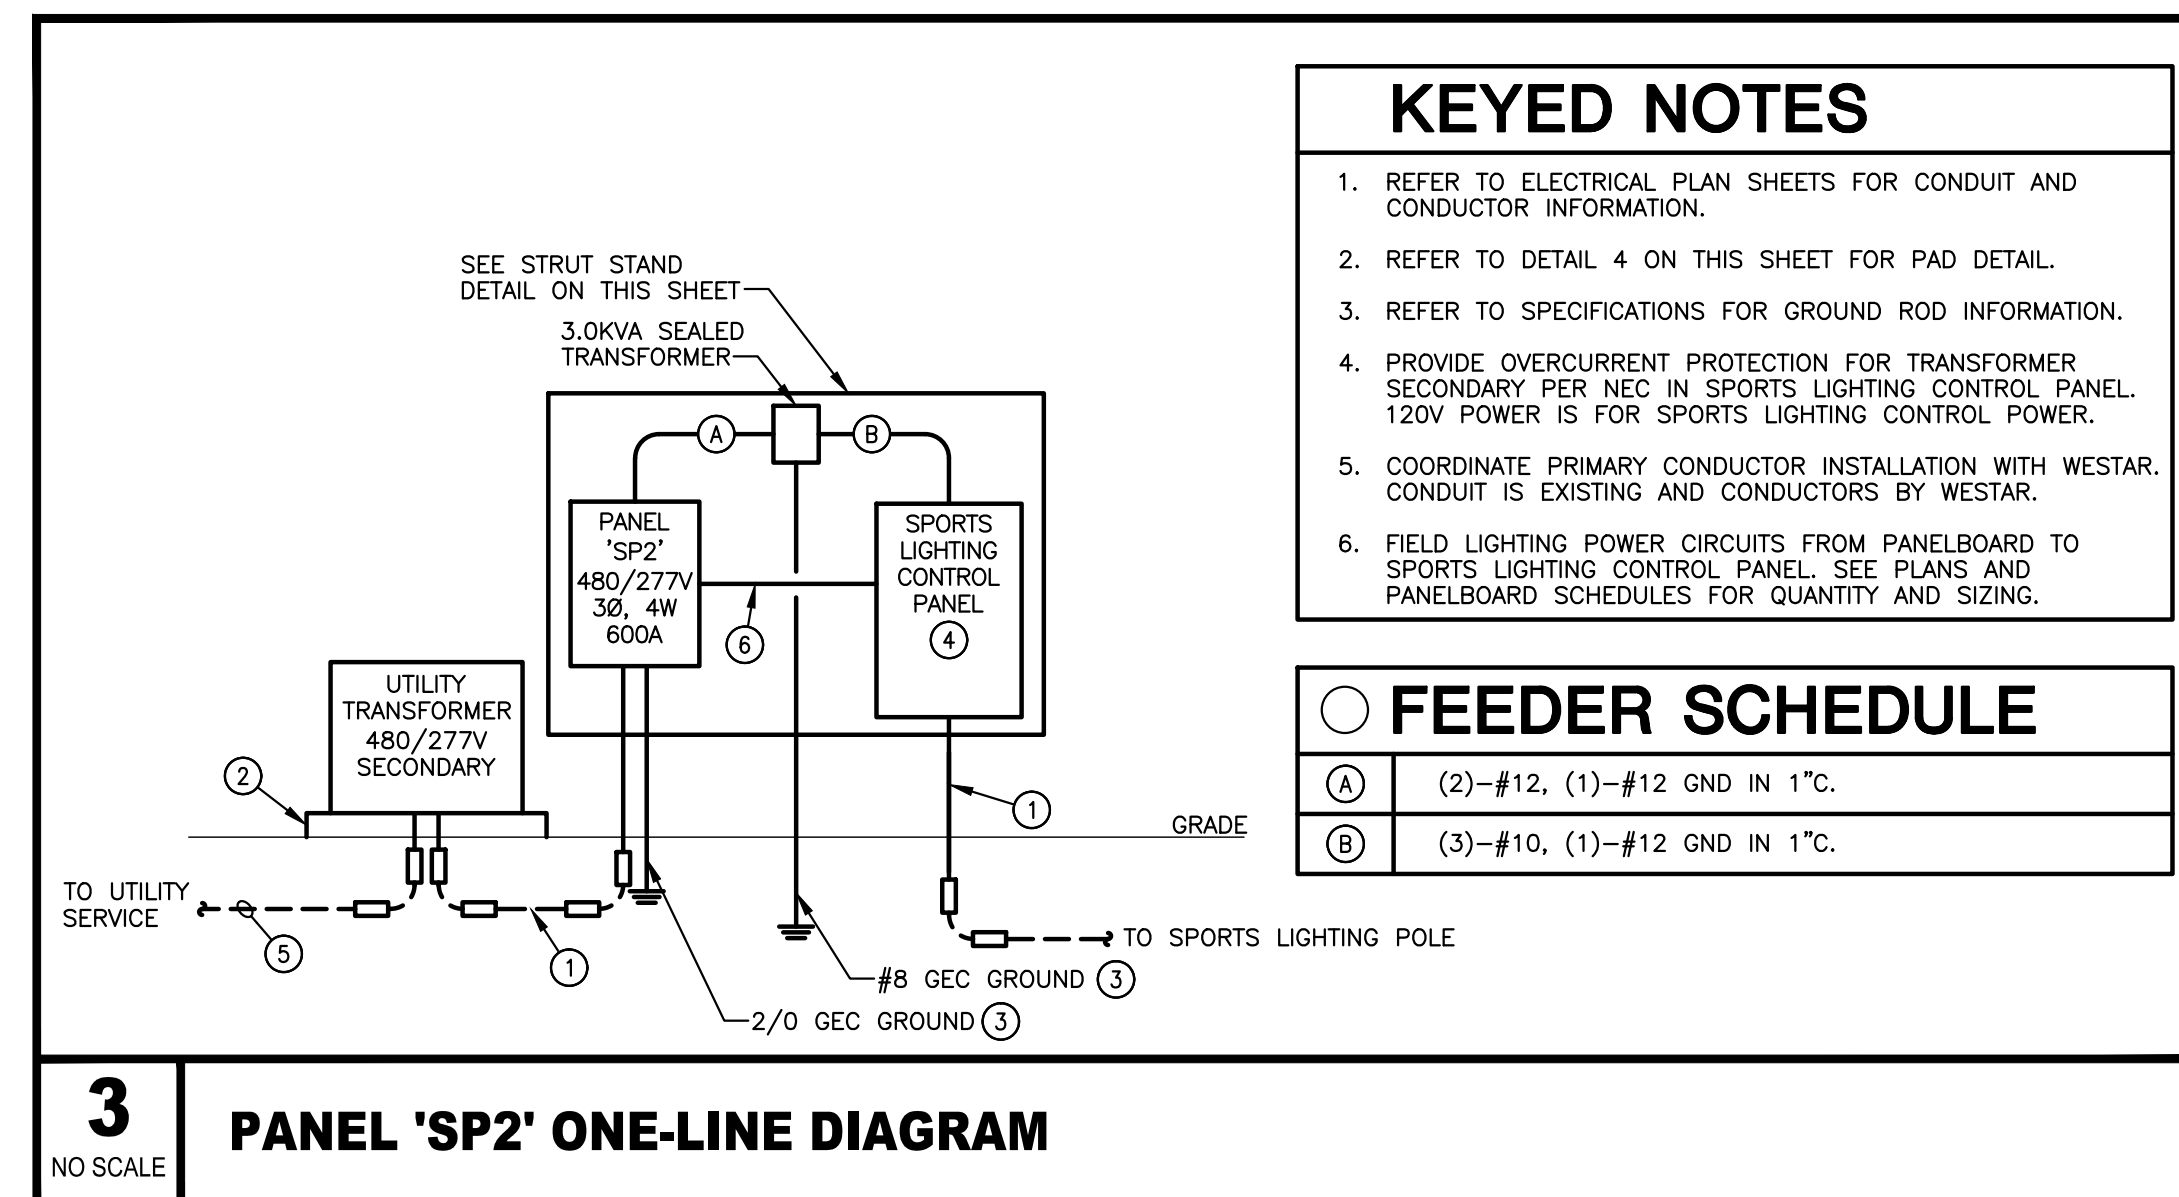 SEE STRUT STAND
DETAIL ON THIS SHEET
3.0KVA SEALED
TRANSFORMER
A
B
PANEL
'SP2'
480/277V
3Ø, 4W
600A
SPORTS
LIGHTING
CONTROL
PANEL
4
6
UTILITY
TRANSFORMER
480/277V
SECONDARY
2
1
GRADE
TO UTILITY
SERVICE
5
1
TO SPORTS LIGHTING POLE
#8 GEC GROUND 3
2/0 GEC GROUND 3
KEYED NOTES
1. REFER TO ELECTRICAL PLAN SHEETS FOR CONDUIT AND
CONDUCTOR INFORMATION.
2. REFER TO DETAIL 4 ON THIS SHEET FOR PAD DETAIL.
3. REFER TO SPECIFICATIONS FOR GROUND ROD INFORMATION.
4. PROVIDE OVERCURRENT PROTECTION FOR TRANSFORMER
SECONDARY PER NEC IN SPORTS LIGHTING CONTROL PANEL.
120V POWER IS FOR SPORTS LIGHTING CONTROL POWER.
5. COORDINATE PRIMARY CONDUCTOR INSTALLATION WITH WESTAR.
CONDUIT IS EXISTING AND CONDUCTORS BY WESTAR.
6. FIELD LIGHTING POWER CIRCUITS FROM PANELBOARD TO
SPORTS LIGHTING CONTROL PANEL. SEE PLANS AND
PANELBOARD SCHEDULES FOR QUANTITY AND SIZING.
FEEDER SCHEDULE
A (2)-#12, (1)-#12 GND IN 1"C.
B (3)-#10, (1)-#12 GND IN 1"C.
3
NO SCALE
PANEL 'SP2' ONE-LINE DIAGRAM